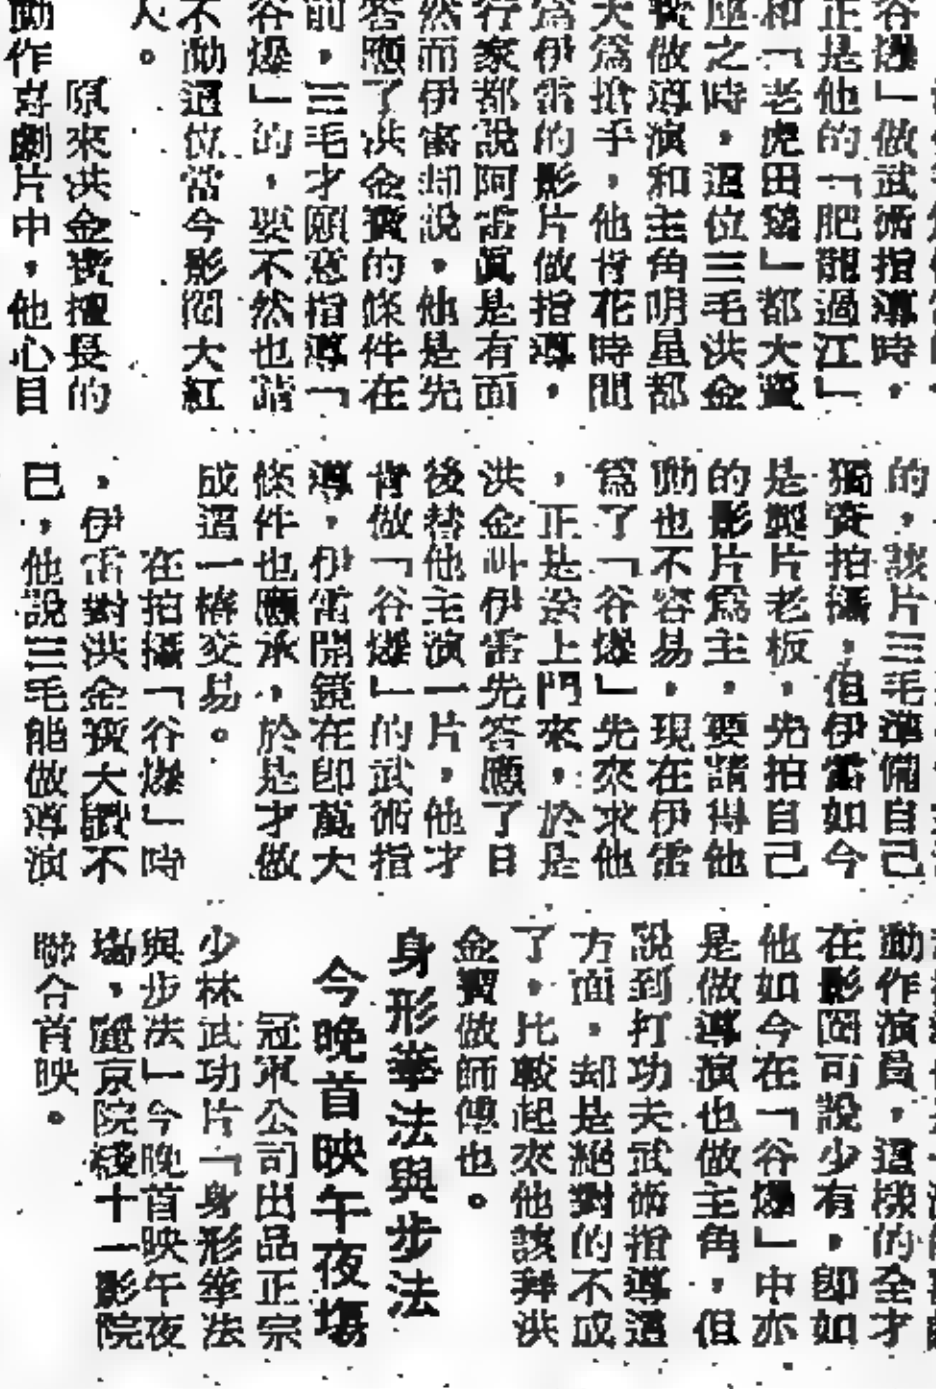 谷爆」做武術指導時，
正是他的「肥龍過江」
和「老虎田雞」都大賣
座之時，這位三毛洪金
寶做導演和主角明星都
大為搶手，他肯花時間
為伊雷的影片做指導，
行家都說阿雷眞是有面
然而伊雷却說，他是先
答應了洪金寶的條件在
前，三毛才願意指導「
谷爆」的，要不然也請
不動這位當今影圈大紅
人。
原來洪金寶擅長的
動作喜劇片中，他心目
的，該片三毛準備自己
獨資拍攝，但伊雷如今
是製片老板，先拍自己
的影片為主，要請得他
動也不容易，現在伊雷
為了「谷爆」先來求他
，正是送上門來，於是
洪金叫伊雷先答應了日
後替他主演一片，他才
肯做「谷爆」的武術指
導，伊雷開鏡在即萬大
條件也應承，於是才做
成這一樁交易。
在拍攝「谷爆」時
，伊雷對洪金寶大讚不
已，他說三毛能做導演
動作演員，這樣的全才
在影圈可說少有，即如
他如今在「谷爆」中亦
是做導演也做主角，但
說到打功夫武術指導這
方面，却是絕對的不成
了，比較起來他該拜洪
金寶做師傅也。
身形拳法與步法
今晚首映午夜場
冠軍公司出品正宗
少林武功片「身形拳法
與步法」今晚首映午夜
場，麗京院綫十一影院
聯合首映。